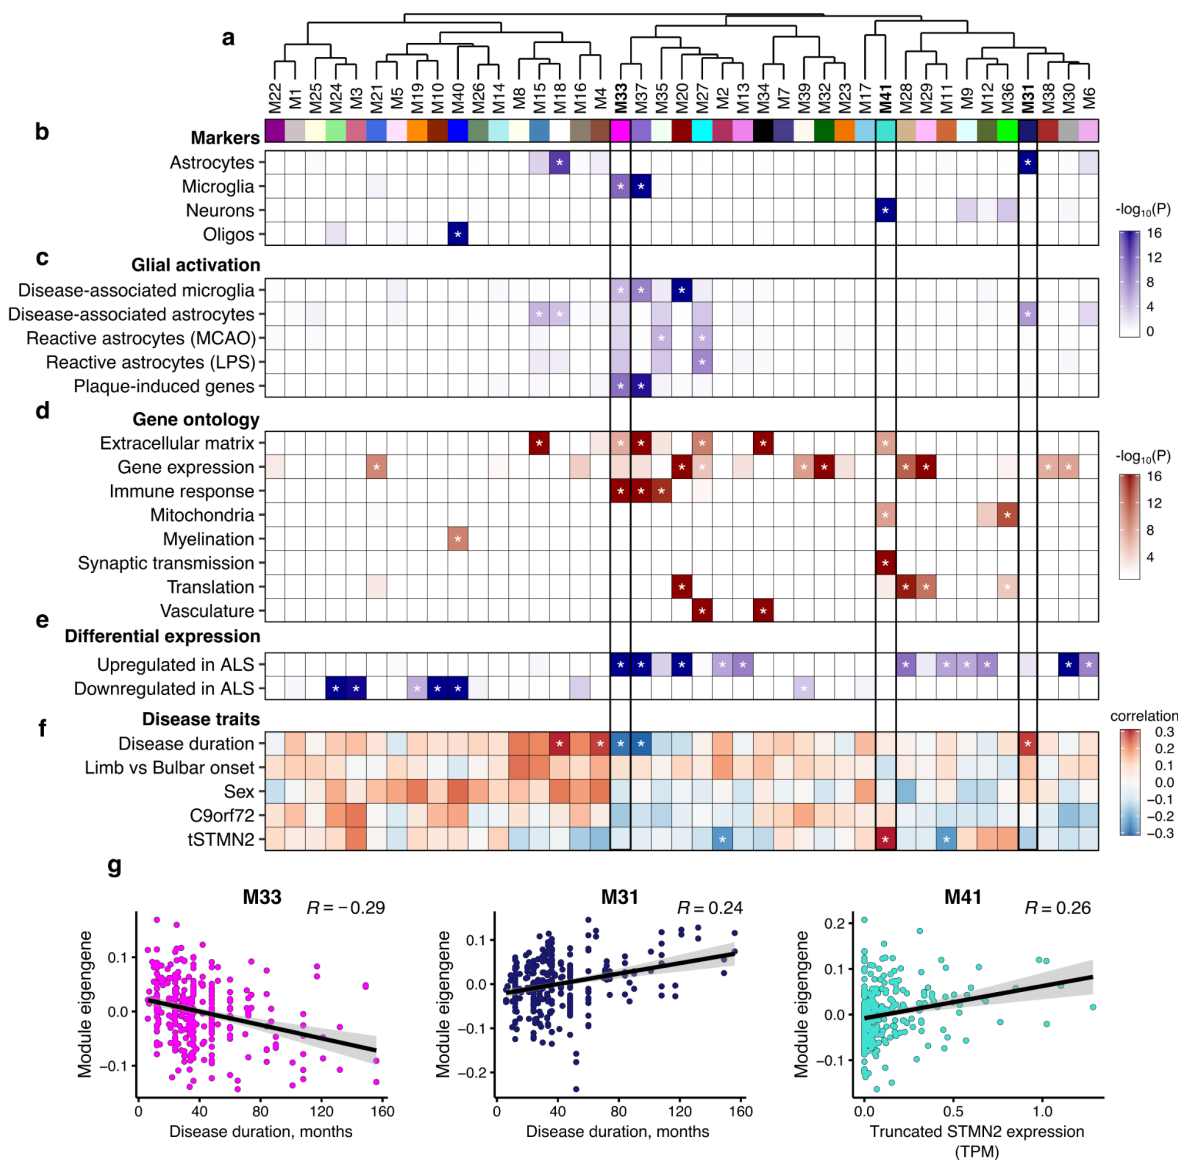 a
M22 M1 M25 M24 M3 M21 M5 M19 M10 M40 M26 M14 M8 M15 M18 M16 M4 M33 M37 M35 M20 M27 M2 M13 M34 M7 M39 M32 M23 M17 M41 M28 M29 M11 M9 M12 M36 M31 M38 M30 M6
b
Markers
Astrocytes
Microglia
Neurons
Oligos
-log10(P)
16
12
8
4
0
c
Glial activation
Disease-associated microglia
Disease-associated astrocytes
Reactive astrocytes (MCAO)
Reactive astrocytes (LPS)
Plaque-induced genes
d
Gene ontology
Extracellular matrix
Gene expression
Immune response
Mitochondria
Myelination
Synaptic transmission
Translation
Vasculature
-log10(P)
16
12
8
4
e
Differential expression
Upregulated in ALS
Downregulated in ALS
f
Disease traits
Disease duration
Limb vs Bulbar onset
Sex
C9orf72
tSTMN2
correlation
0.3
0.2
0.1
0.0
−0.1
−0.2
−0.3
g
M33
R = −0.29
Module eigengene
0.1
0.0
−0.1
0 40 80 120 160
Disease duration, months
M31
R = 0.24
Module eigengene
0.1
0.0
−0.1
−0.2
0 40 80 120 160
Disease duration, months
M41
R = 0.26
Module eigengene
0.2
0.1
0.0
−0.1
0.0 0.5 1.0
Truncated STMN2 expression
(TPM)